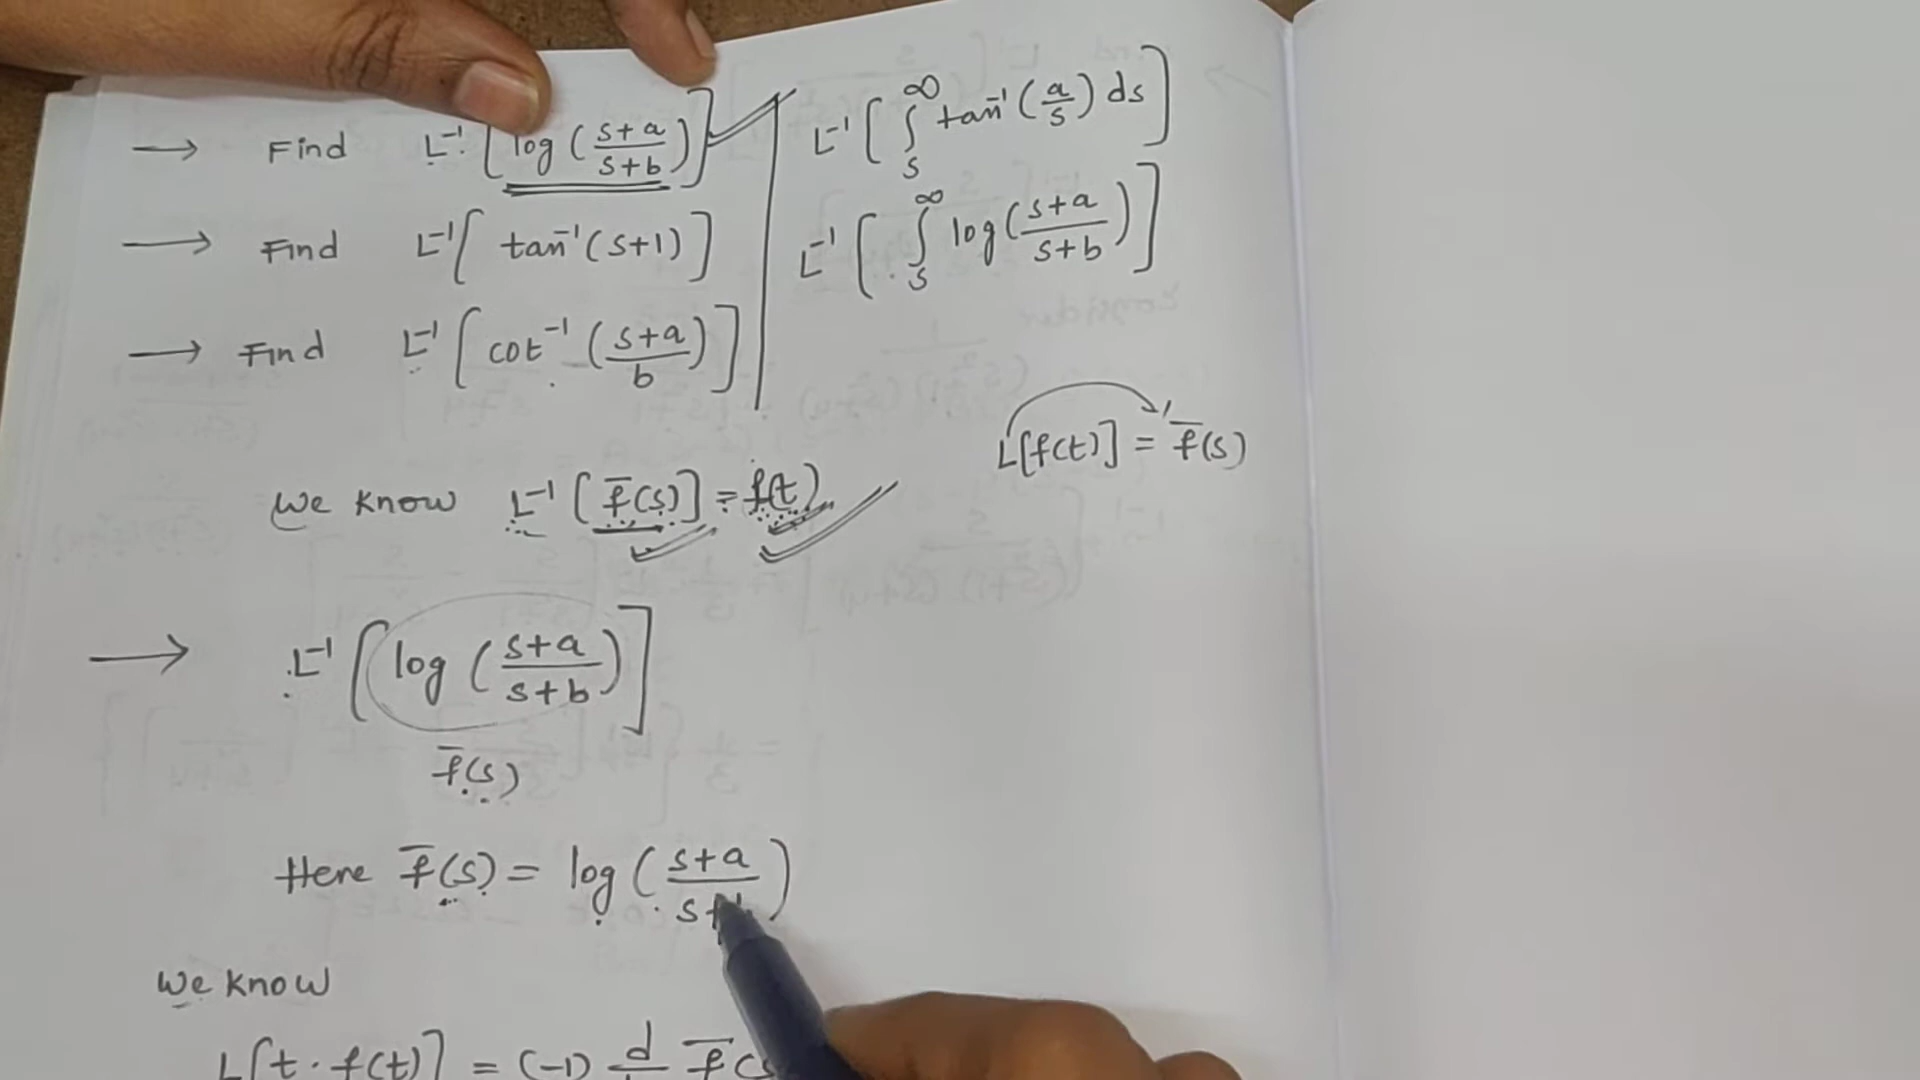 → Find L⁻¹[log(s+a/s+b)]
→ Find L⁻¹[tan⁻¹(s+1)]
→ Find L⁻¹[cot⁻¹(s+a/b)]
L⁻¹[∫ₛ^∞ tan⁻¹(a/s) ds]
L⁻¹[∫ₛ^∞ log(s+a/s+b)]
L[f(t)] = f̅(s)
We know L⁻¹[f̅(s)] = f(t)
→ L⁻¹[log(s+a/s+b)]
f̅(s)
Here f̅(s) = log(s+a/s+b)
We know
L[t·f(t)] = (-1) d f̅(s